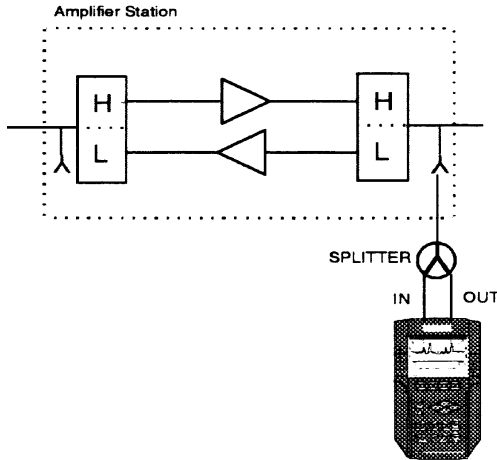 Amplifier Station
H
H
L
L
SPLITTER
IN
OUT